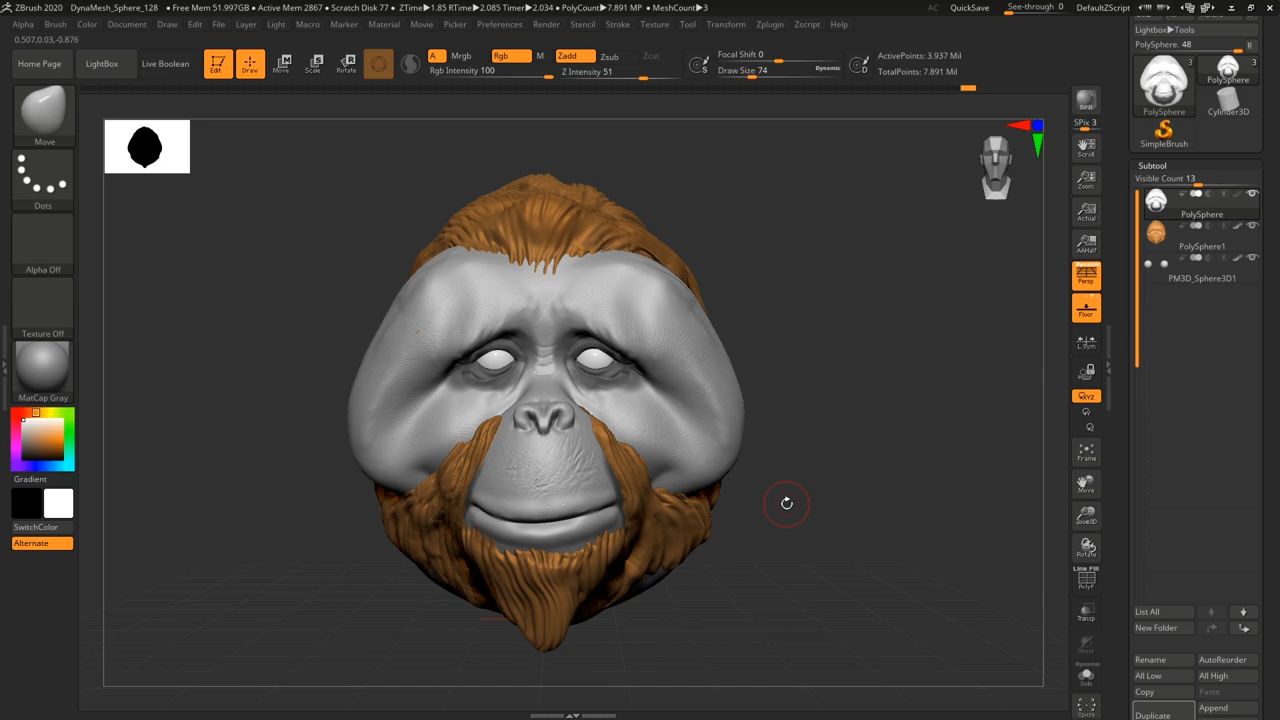 ZBrush 2020 DynaMesh_Sphere_128 • Free Mem 51.997GB • Active Mem 2867 • Scratch Disk 77 • ZTime▶1.85 RTime▶2.085 Timer▶2.034 • PolyCount▶7.891 MP • MeshCount▶3 AC QuickSave See-through 0 DefaultZScript
Alpha Brush Color Document Draw Edit File Layer Light Macro Marker Material Movie Picker Preferences Render Stencil Stroke Texture Tool Transform Zplugin Zscript Help
0.507,0.03,-0.876
Home Page LightBox Live Boolean Edit Draw Move Scale Rotate
A Mrgb Rgb M Zadd Zsub Zcut
Rgb Intensity 100 Z Intensity 51
Focal Shift 0
Draw Size 74 Dynamic
S D
ActivePoints: 3.937 Mil
TotalPoints: 7.891 Mil
Move
Dots
Alpha Off
Texture Off
MatCap Gray
Gradient
SwitchColor
Alternate
BPR
SPix 3
Scroll
Zoom
Actual
AAHalf
Dynamic
Persp
Floor
L.Sym
XYZ
Frame
Move
Zoom3D
Rotate
Line Fill
PolyF
Transp
Ghost
Dynamic
Solo
Xpose
Lightbox▶Tools
PolySphere. 48 R
3 3
PolySphere
PolySphere Cylinder3D
SimpleBrush
Subtool
Visible Count 13
PolySphere
PolySphere1
PM3D_Sphere3D1
List All
New Folder
Rename AutoReorder
All Low All High
Copy Paste
Duplicate Append